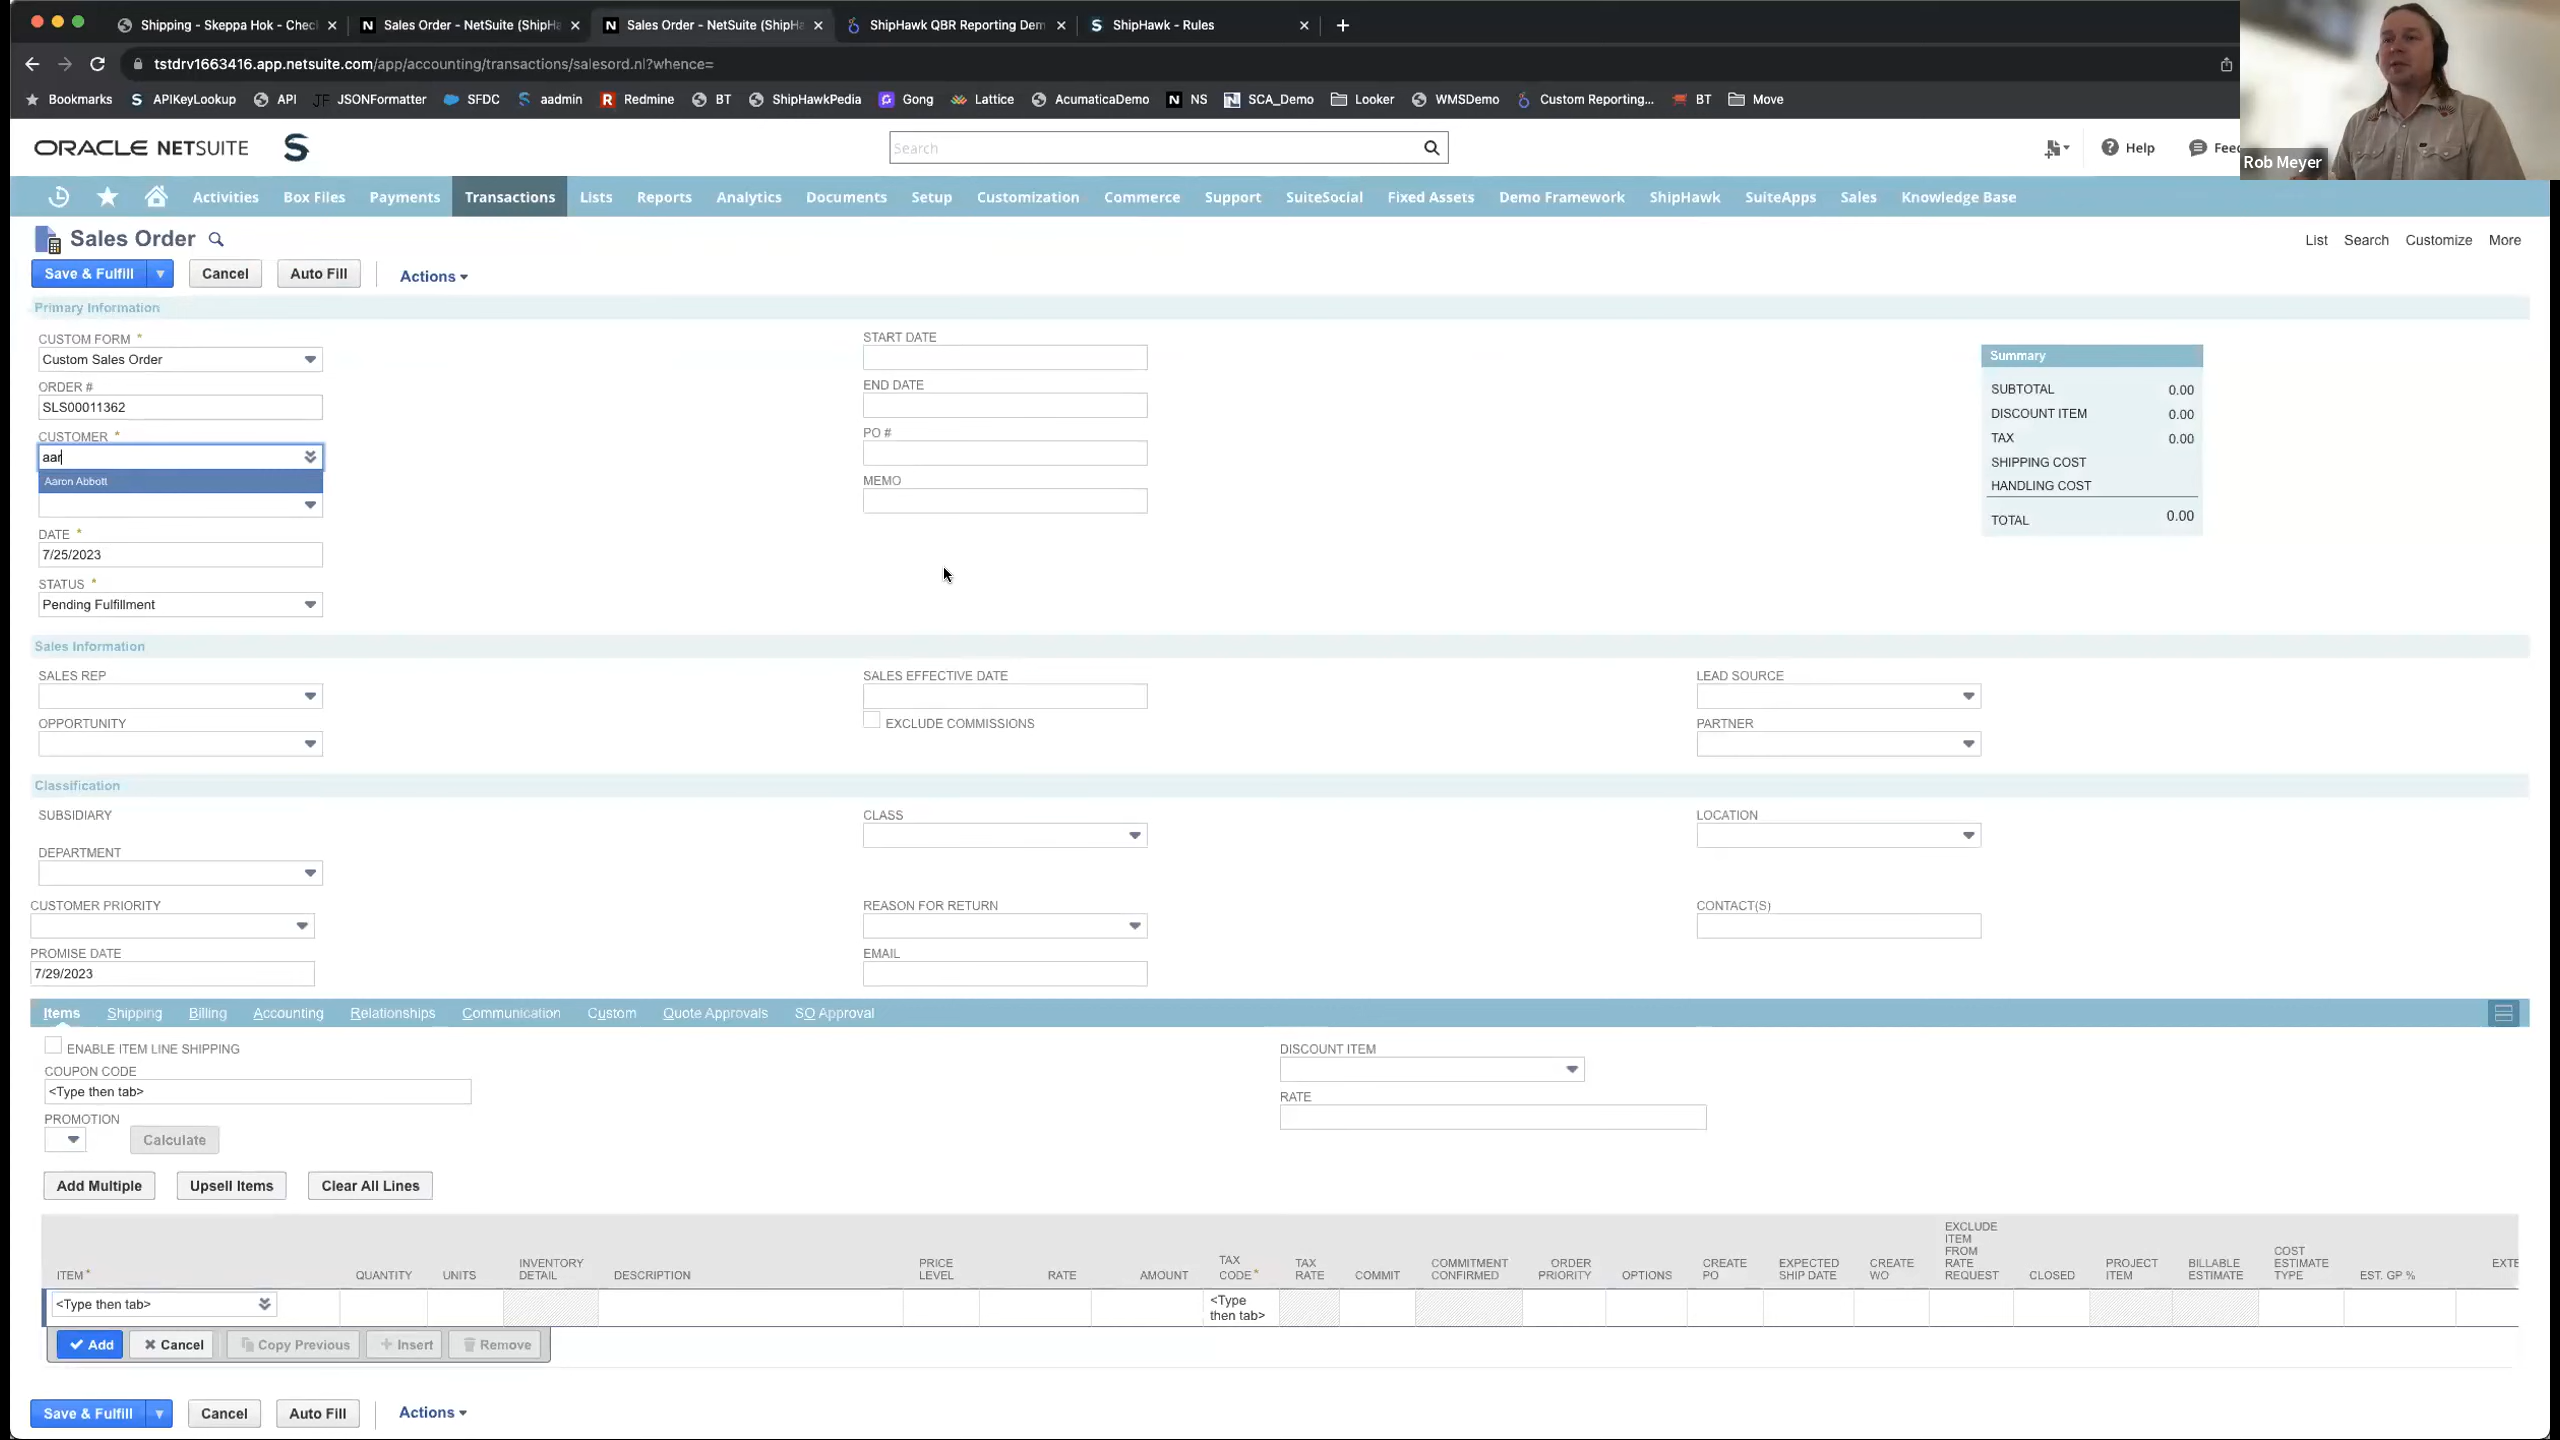 Shipping - Skeppa Hok - Chec
Sales Order - NetSuite (ShipHa
Sales Order - NetSuite (ShipHa
ShipHawk QBR Reporting Dem
ShipHawk - Rules
tstdrv1663416.app.netsuite.com/app/accounting/transactions/salesord.nl?whence=
Bookmarks APIKeyLookup API JSONFormatter SFDC aadmin Redmine BT ShipHawkPedia Gong Lattice AcumaticaDemo NS SCA_Demo Looker WMSDemo Custom Reporting... BT Move
ORACLE NETSUITE
Search
Help
Feed
Rob Meyer
Activities Box Files Payments Transactions Lists Reports Analytics Documents Setup Customization Commerce Support SuiteSocial Fixed Assets Demo Framework ShipHawk SuiteApps Sales Knowledge Base
Sales Order
List Search Customize More
Save & Fulfill Cancel Auto Fill Actions
Primary Information
CUSTOM FORM *
Custom Sales Order
ORDER #
SLS00011362
CUSTOMER *
aar
Aaron Abbott
DATE *
7/25/2023
STATUS *
Pending Fulfillment
START DATE
END DATE
PO #
MEMO
Summary
SUBTOTAL 0.00
DISCOUNT ITEM 0.00
TAX 0.00
SHIPPING COST
HANDLING COST
TOTAL 0.00
Sales Information
SALES REP
OPPORTUNITY
SALES EFFECTIVE DATE
EXCLUDE COMMISSIONS
LEAD SOURCE
PARTNER
Classification
SUBSIDIARY
DEPARTMENT
CLASS
LOCATION
CUSTOMER PRIORITY
PROMISE DATE
7/29/2023
REASON FOR RETURN
EMAIL
CONTACT(S)
Items Shipping Billing Accounting Relationships Communication Custom Quote Approvals SO Approval
ENABLE ITEM LINE SHIPPING
COUPON CODE
<Type then tab>
PROMOTION
Calculate
DISCOUNT ITEM
RATE
Add Multiple Upsell Items Clear All Lines
ITEM * QUANTITY UNITS INVENTORY DETAIL DESCRIPTION PRICE LEVEL RATE AMOUNT TAX CODE * TAX RATE COMMIT COMMITMENT CONFIRMED ORDER PRIORITY OPTIONS CREATE PO EXPECTED SHIP DATE CREATE WO EXCLUDE ITEM FROM RATE REQUEST CLOSED PROJECT ITEM BILLABLE ESTIMATE COST ESTIMATE TYPE EST. GP % EXTE
<Type then tab>
<Type then tab>
Add Cancel Copy Previous Insert Remove
Save & Fulfill Cancel Auto Fill Actions